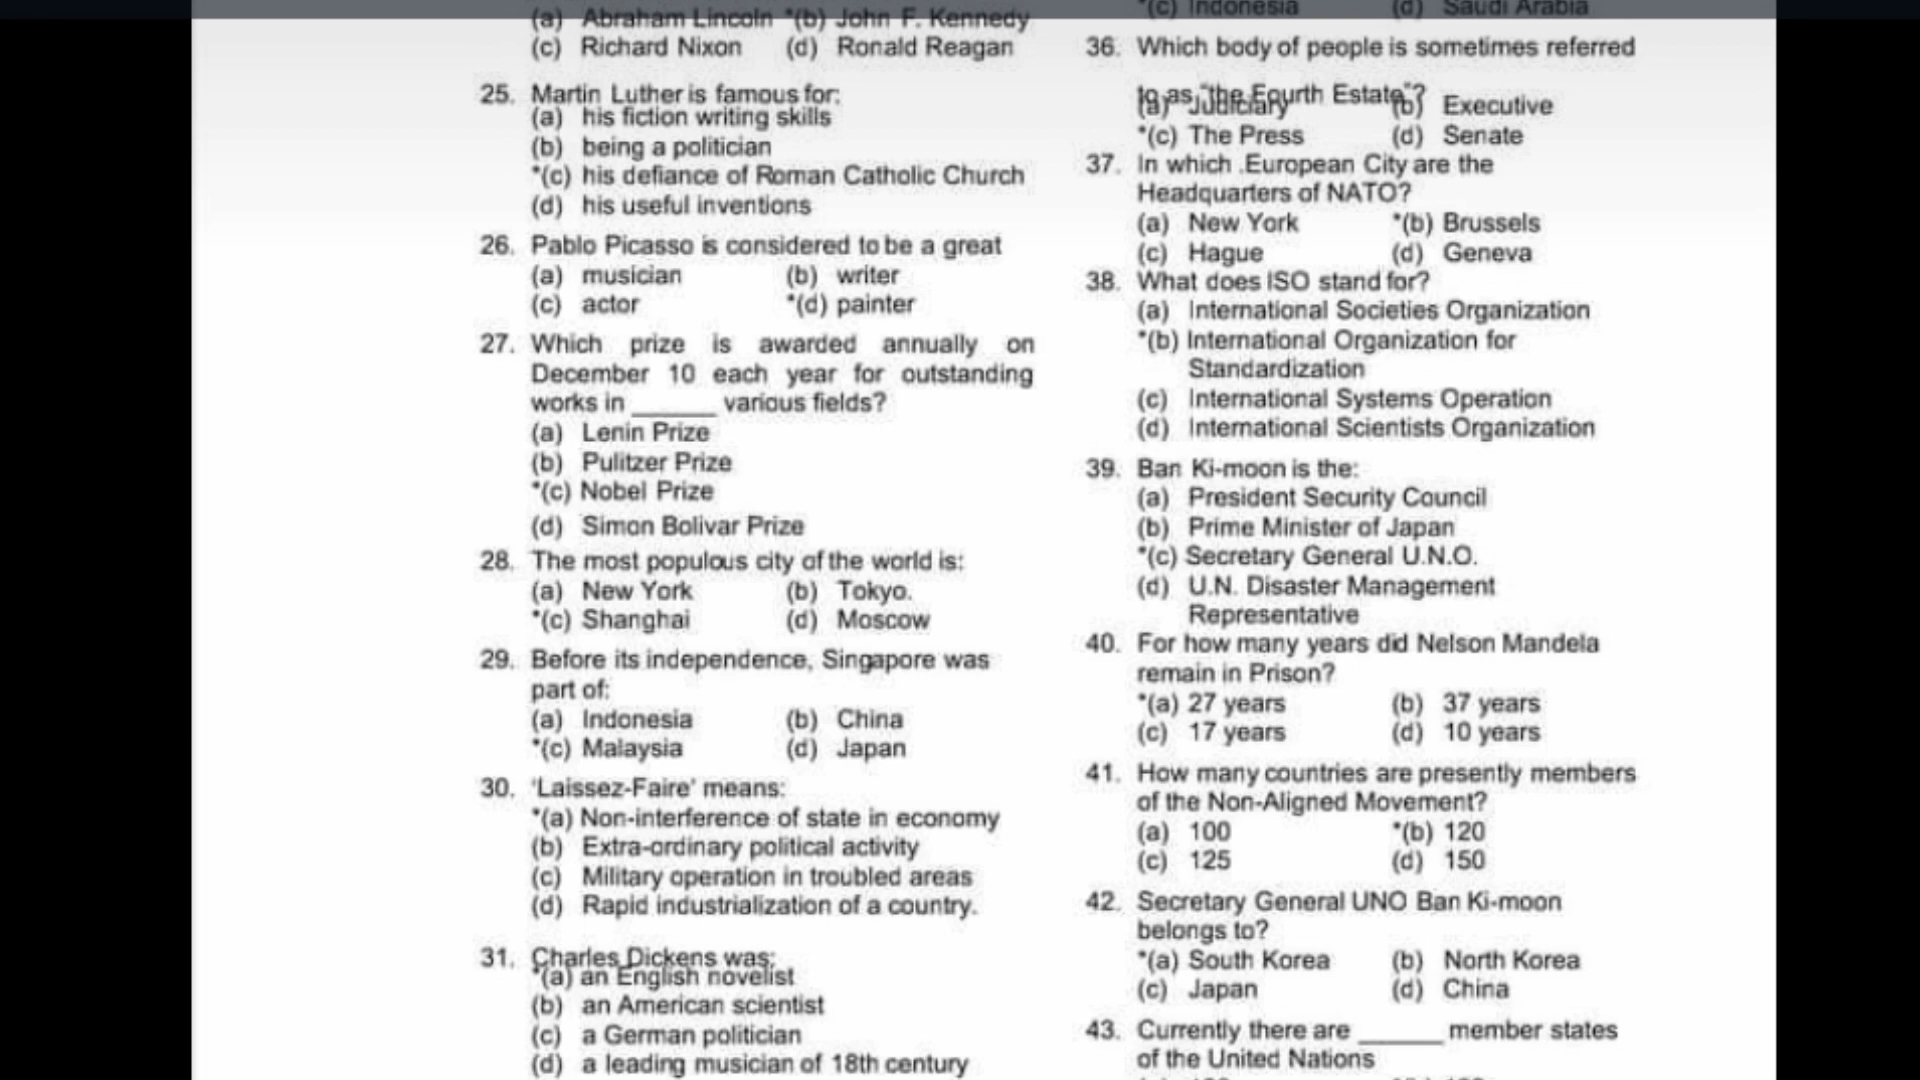 (a) Abraham Lincoln *(b) John F. Kennedy
(c) Richard Nixon (d) Ronald Reagan
25. Martin Luther is famous for:
(a) his fiction writing skills
(b) being a politician
*(c) his defiance of Roman Catholic Church
(d) his useful inventions
26. Pablo Picasso is considered to be a great
(a) musician (b) writer
(c) actor *(d) painter
27. Which prize is awarded annually on
December 10 each year for outstanding
works in ______ various fields?
(a) Lenin Prize
(b) Pulitzer Prize
*(c) Nobel Prize
(d) Simon Bolivar Prize
28. The most populous city of the world is:
(a) New York (b) Tokyo.
*(c) Shanghai (d) Moscow
29. Before its independence, Singapore was
part of:
(a) Indonesia (b) China
*(c) Malaysia (d) Japan
30. 'Laissez-Faire' means:
*(a) Non-interference of state in economy
(b) Extra-ordinary political activity
(c) Military operation in troubled areas
(d) Rapid industrialization of a country.
31. Charles Dickens was:
*(a) an English novelist
(b) an American scientist
(c) a German politician
(d) a leading musician of 18th century
*(c) Indonesia (d) Saudi Arabia
36. Which body of people is sometimes referred
to as "the Fourth Estate"?
(a) Judiciary (b) Executive
*(c) The Press (d) Senate
37. In which .European City are the
Headquarters of NATO?
(a) New York *(b) Brussels
(c) Hague (d) Geneva
38. What does ISO stand for?
(a) International Societies Organization
*(b) International Organization for
Standardization
(c) International Systems Operation
(d) International Scientists Organization
39. Ban Ki-moon is the:
(a) President Security Council
(b) Prime Minister of Japan
*(c) Secretary General U.N.O.
(d) U.N. Disaster Management
Representative
40. For how many years did Nelson Mandela
remain in Prison?
*(a) 27 years (b) 37 years
(c) 17 years (d) 10 years
41. How many countries are presently members
of the Non-Aligned Movement?
(a) 100 *(b) 120
(c) 125 (d) 150
42. Secretary General UNO Ban Ki-moon
belongs to?
*(a) South Korea (b) North Korea
(c) Japan (d) China
43. Currently there are ______ member states
of the United Nations